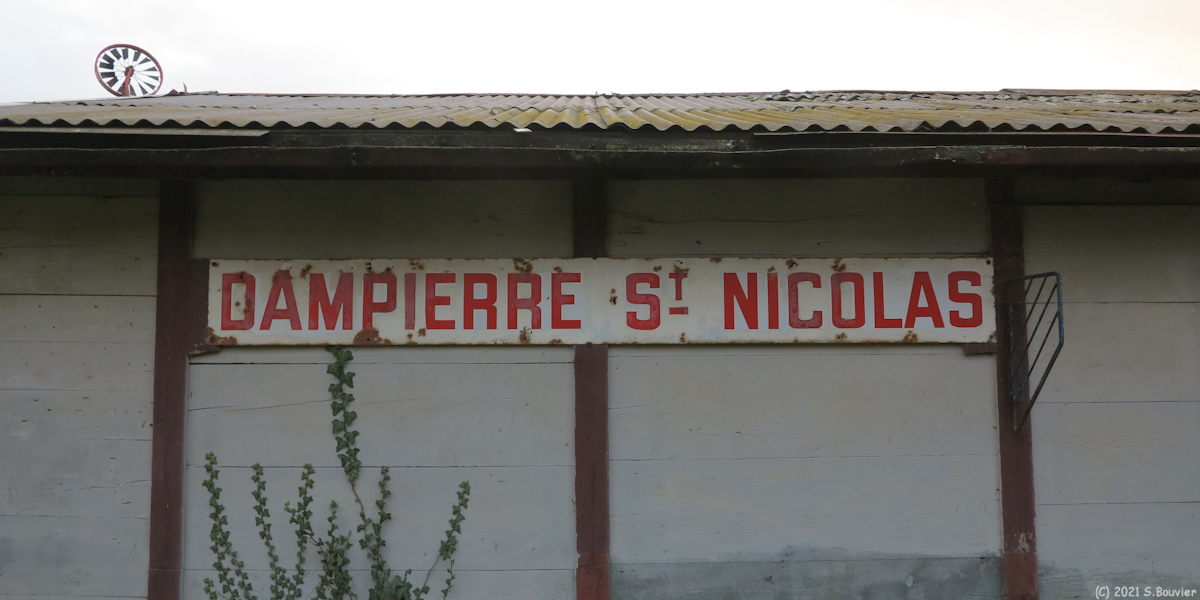 DAMPIERRE ST NICOLAS
(C) 2021 S.Bouvier